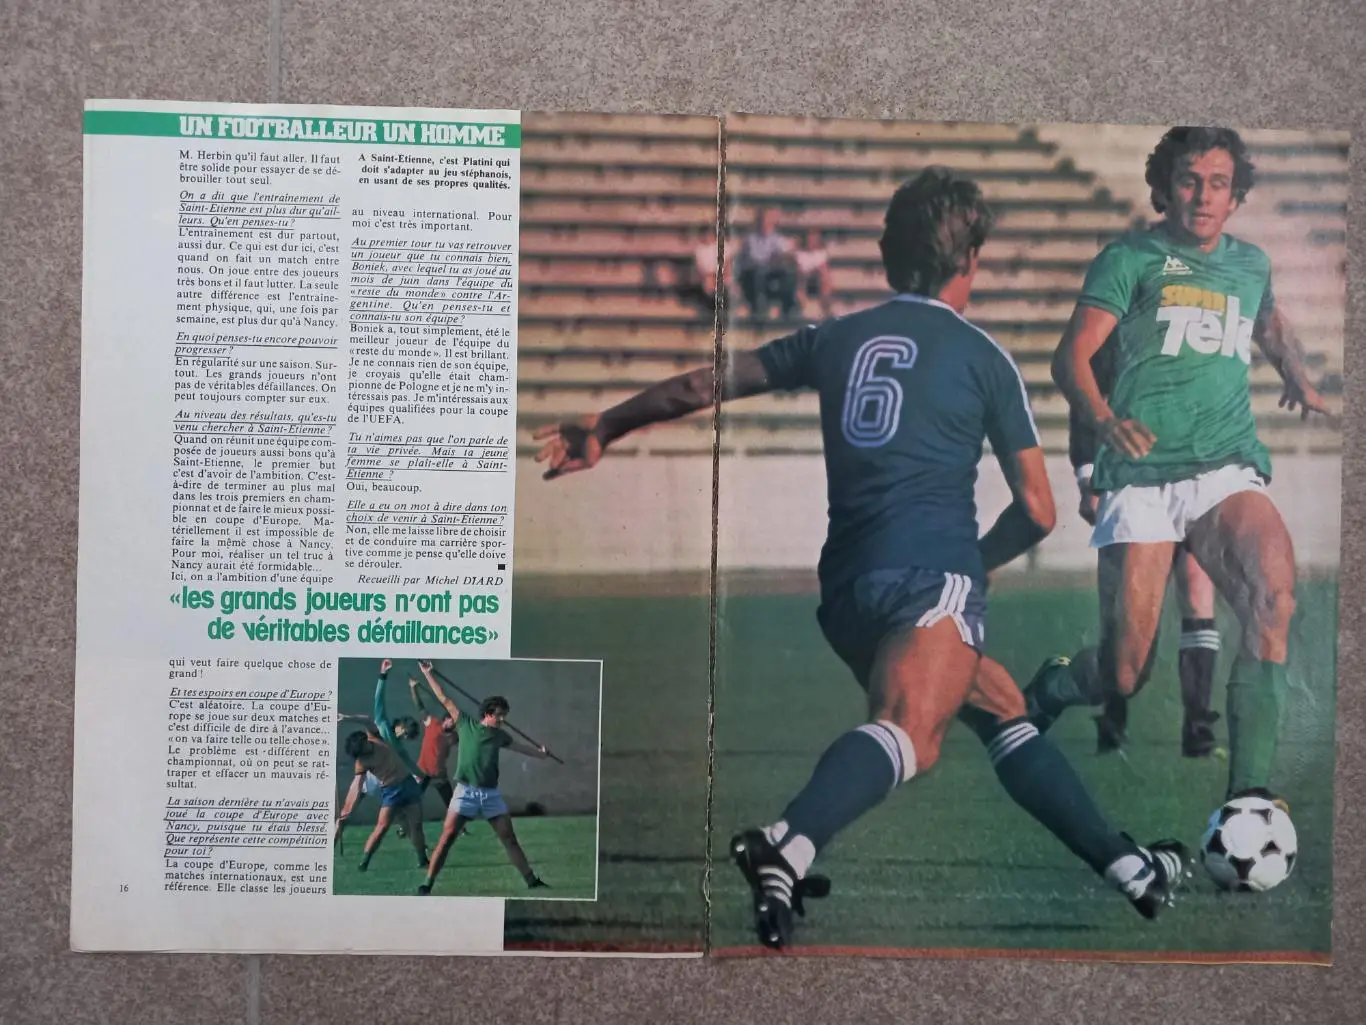 UN FOOTBALLEUR UN HOMME
M. Herbin qu'il faut aller. Il faut
être solide pour essayer de se dé-
brouiller tout seul.
On a dit que l'entraînement de
Saint-Etienne est plus dur qu'ail-
leurs. Qu'en penses-tu ?
L'entraînement est dur partout,
aussi dur. Ce qui est dur ici, c'est
quand on fait un match entre
nous. On joue entre des joueurs
très bons et il faut lutter. La seule
autre différence est l'entraîne-
ment physique, qui, une fois par
semaine, est plus dur qu'à Nancy.
En quoi penses-tu encore pouvoir
progresser ?
En régularité sur une saison. Sur-
tout. Les grands joueurs n'ont
pas de véritables défaillances. On
peut toujours compter sur eux.
Au niveau des résultats, qu'es-tu
venu chercher à Saint-Etienne ?
Quand on réunit une équipe com-
posée de joueurs aussi bons qu'à
Saint-Etienne, le premier but
c'est d'avoir de l'ambition. C'est-
à-dire de terminer au plus mal
dans les trois premiers en cham-
pionnat et de faire le mieux possi-
ble en coupe d'Europe. Ma-
tériellement il est impossible de
faire la même chose à Nancy.
Pour moi, réaliser un tel truc à
Nancy aurait été formidable...
Ici, on a l'ambition d'une équipe
A Saint-Etienne, c'est Platini qui
doit s'adapter au jeu stéphanois,
en usant de ses propres qualités.
au niveau international. Pour
moi c'est très important.
Au premier tour tu vas retrouver
un joueur que tu connais bien,
Boniek, avec lequel tu as joué au
mois de juin dans l'équipe du
« reste du monde » contre l'Ar-
gentine. Qu'en penses-tu et
connais-tu son équipe ?
Boniek a, tout simplement, été le
meilleur joueur de l'équipe du
« reste du monde ». Il est brillant.
Je ne connais rien de son équipe,
je croyais qu'elle était cham-
pionne de Pologne et je ne m'y in-
téressais pas. Je m'intéressais aux
équipes qualifiées pour la coupe
de l'UEFA.
Tu n'aimes pas que l'on parle de
ta vie privée. Mais ta jeune
femme se plaît-elle à Saint-
Etienne ?
Oui, beaucoup.
Elle a eu on mot à dire dans ton
choix de venir à Saint-Etienne ?
Non, elle me laisse libre de choisir
et de conduire ma carrière spor-
tive comme je pense qu'elle doive
se dérouler.
Recueilli par Michel DIARD
«les grands joueurs n'ont pas
de véritables défaillances»
qui veut faire quelque chose de
grand !
Et tes espoirs en coupe d'Europe ?
C'est aléatoire. La coupe d'Eu-
rope se joue sur deux matches et
c'est difficile de dire à l'avance...
« on va faire telle ou telle chose ».
Le problème est différent en
championnat, où on peut se rat-
traper et effacer un mauvais ré-
sultat.
La saison dernière tu n'avais pas
joué la coupe d'Europe avec
Nancy, puisque tu étais blessé.
Que représente cette compétition
pour toi ?
La coupe d'Europe, comme les
matches internationaux, est une
référence. Elle classe les joueurs
16
6
SUPER
Télé